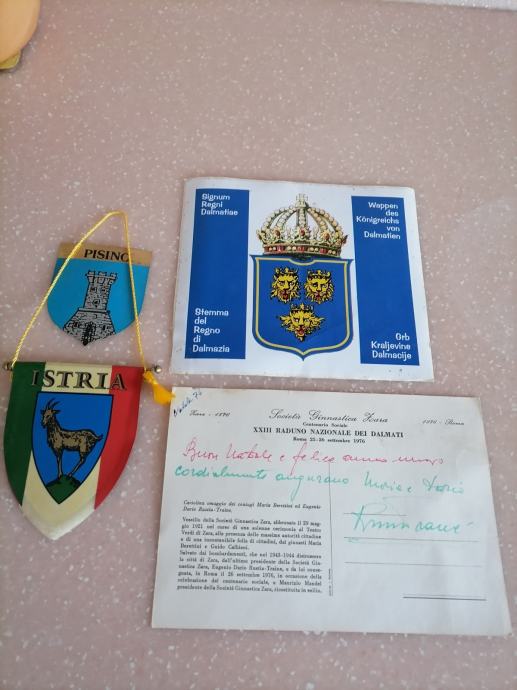 Signum
Regni
Dalmatiae
Wappen
des
Königreichs
von
Dalmatien
Stemma
del
Regno
di
Dalmazia
Grb
Kraljevine
Dalmacije
PISINO
ISTRIA
Zara - 1876
Società Ginnastica Zara
1976 - Roma
Centenario Sociale
XXIII RADUNO NAZIONALE DEI DALMATI
Roma 25-26 settembre 1976
Buon Natale e felice anno nuovo
cordialmente augurano Maria e Dario
Cartolina omaggio dei coniugi Maria Berettini ed Eugenio
Dario Rustia-Traine.
Vessillo della Società Ginnastica Zara, abbrunato il 29 mag-
gio 1921 nel corso di una solenne cerimonia al Teatro
Verdi di Zara, alla presenza delle massime autorità cittadine
e di una incontenibile folla di cittadini, dai giurati Maria
Berettini e Guido Calbiani.
Salvato dai bombardamenti, che nel 1943-1944 distrussero
la città di Zara, dall'ultimo presidente della Società Gin-
nastica Zara, Eugenio Dario Rustia-Traine, e da lui conse-
gnato, in Roma il 26 settembre 1976, in occasione della
celebrazione del centenario sociale, a Maurizio Mandel
presidente della Società Ginnastica Zara, ricostituita in esilio.